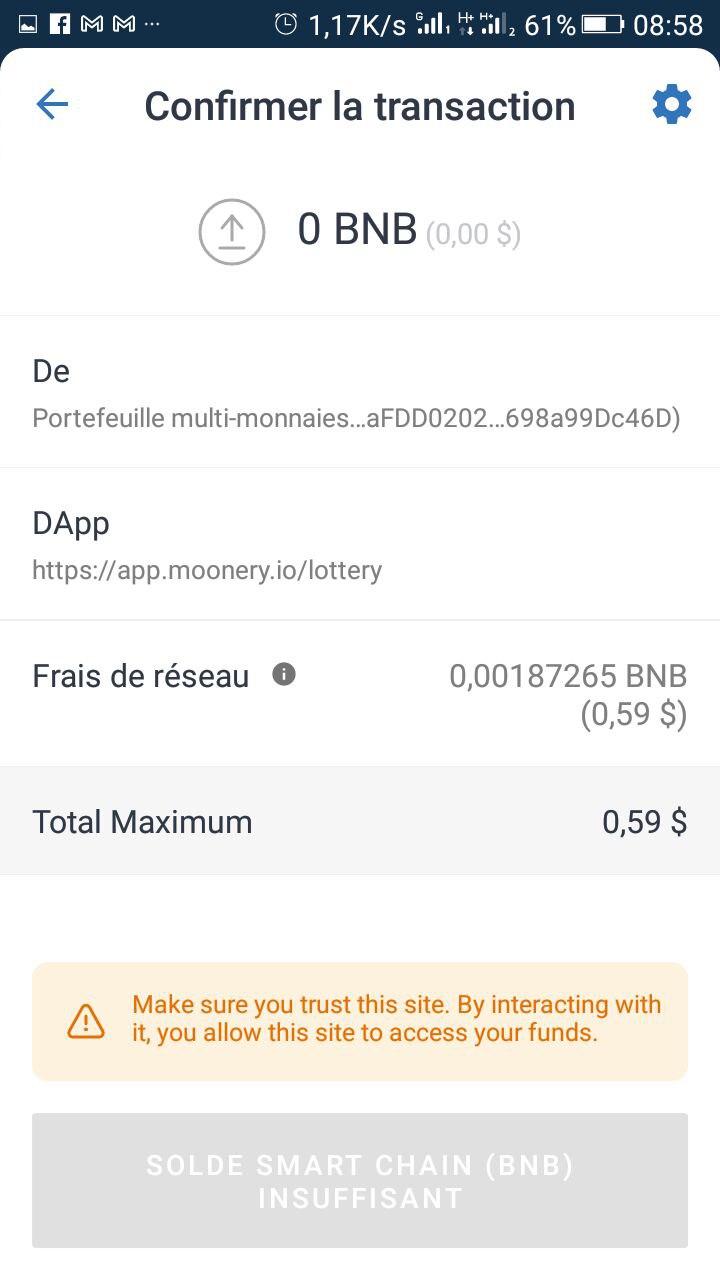 1,17K/s G 1 H+ H+ 2 61% 08:58
Confirmer la transaction
0 BNB (0,00 $)
De
Portefeuille multi-monnaies...aFDD0202...698a99Dc46D)
DApp
https://app.moonery.io/lottery
Frais de réseau 0,00187265 BNB
(0,59 $)
Total Maximum 0,59 $
Make sure you trust this site. By interacting with
it, you allow this site to access your funds.
SOLDE SMART CHAIN (BNB)
INSUFFISANT